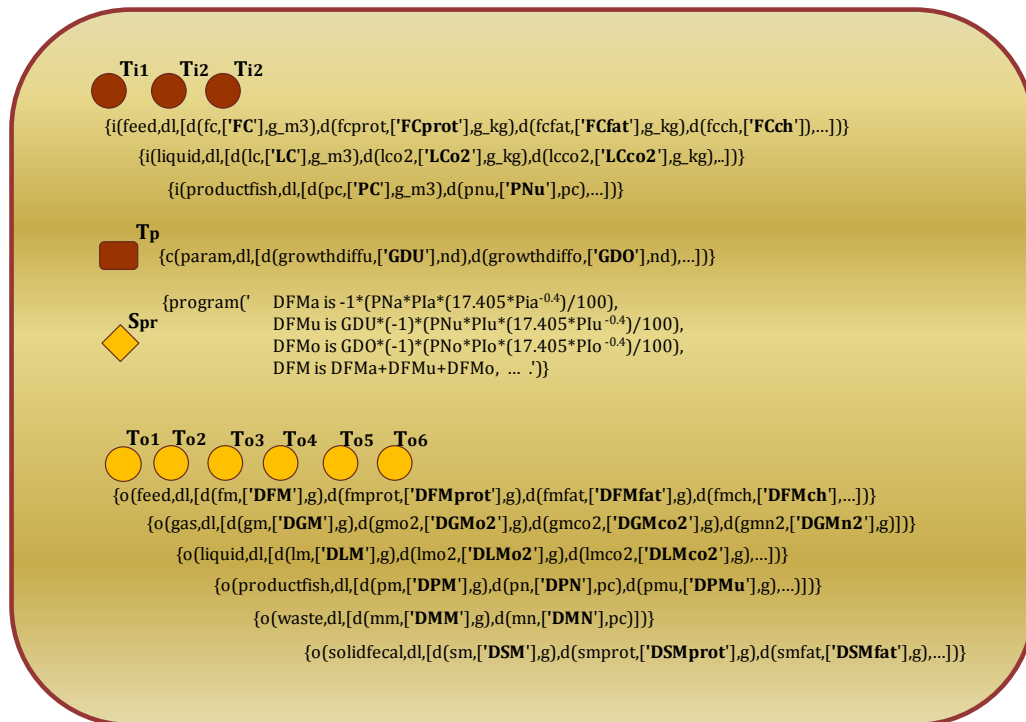 Ti1 Ti2 Ti2
{i(feed,dl,[d(fc,['FC'],g_m3),d(fcprot,['FCprot'],g_kg),d(fcfat,['FCfat'],g_kg),d(fcch,['FCch']),...])}
{i(liquid,dl,[d(lc,['LC'],g_m3),d(lco2,['LCo2'],g_kg),d(lcco2,['LCco2'],g_kg),..])}
{i(productfish,dl,[d(pc,['PC'],g_m3),d(pnu,['PNu'],pc),...])}
Tp
{c(param,dl,[d(growthdiffu,['GDU'],nd),d(growthdiffo,['GDO'],nd),...])}
Spr
{program(' DFMa is -1*(PNa*PIa*(17.405*Pia-0.4)/100),
DFMu is GDU*(-1)*(PNu*PIu*(17.405*PIu -0.4)/100),
DFMo is GDO*(-1)*(PNo*PIo*(17.405*PIo -0.4)/100),
DFM is DFMa+DFMu+DFMo, ... .')}
To1 To2 To3 To4 To5 To6
{o(feed,dl,[d(fm,['DFM'],g),d(fmprot,['DFMprot'],g),d(fmfat,['DFMfat'],g),d(fmch,['DFMch'],...])}
{o(gas,dl,[d(gm,['DGM'],g),d(gmo2,['DGMo2'],g),d(gmco2,['DGMco2'],g),d(gmn2,['DGMn2'],g)])}
{o(liquid,dl,[d(lm,['DLM'],g),d(lmo2,['DLMo2'],g),d(lmco2,['DLMco2'],g),...])}
{o(productfish,dl,[d(pm,['DPM'],g),d(pn,['DPN'],pc),d(pmu,['DPMu'],g),...)])}
{o(waste,dl,[d(mm,['DMM'],g),d(mn,['DMN'],pc)])}
{o(solidfecal,dl,[d(sm,['DSM'],g),d(smprot,['DSMprot'],g),d(smfat,['DSMfat'],g),...])}